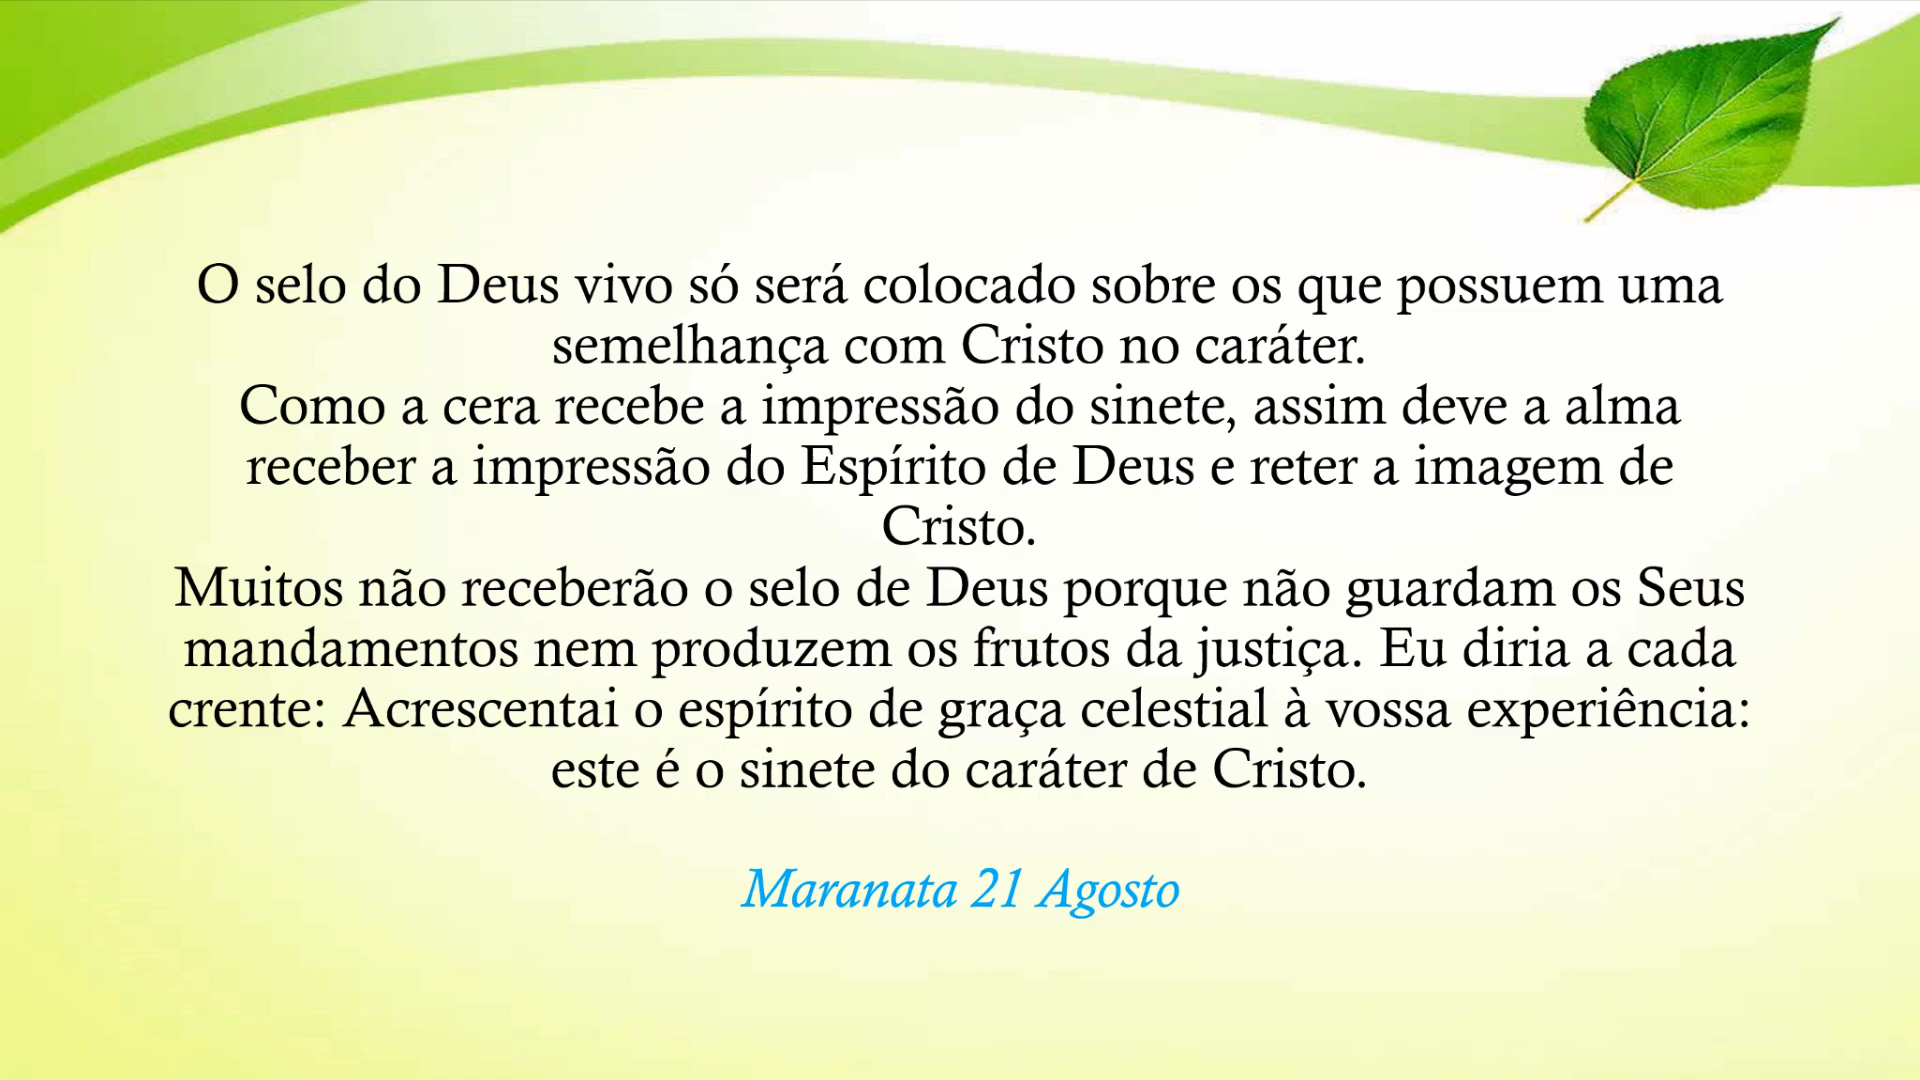 O selo do Deus vivo só será colocado sobre os que possuem uma
semelhança com Cristo no caráter.
Como a cera recebe a impressão do sinete, assim deve a alma
receber a impressão do Espírito de Deus e reter a imagem de
Cristo.
Muitos não receberão o selo de Deus porque não guardam os Seus
mandamentos nem produzem os frutos da justiça. Eu diria a cada
crente: Acrescentai o espírito de graça celestial à vossa experiência:
este é o sinete do caráter de Cristo.
Maranata 21 Agosto